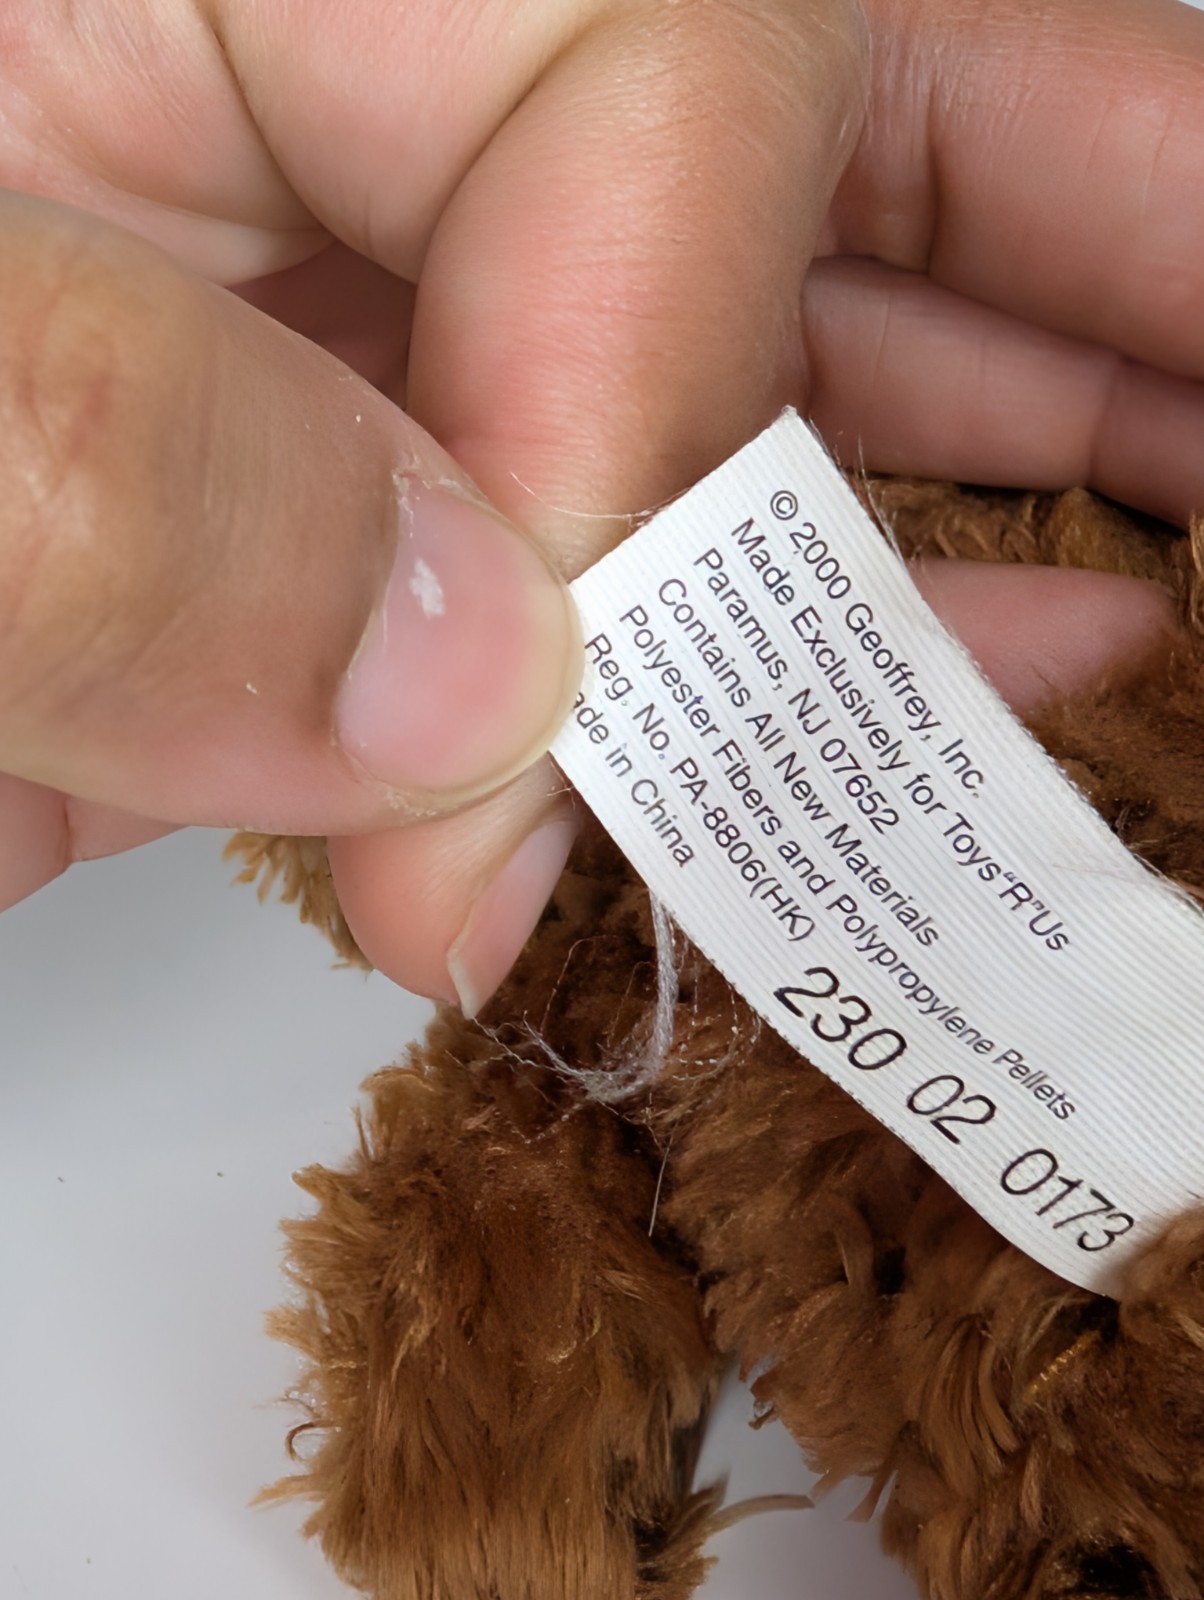 © 2000 Geoffrey, Inc.
Made Exclusively for Toys“R”Us
Paramus, NJ 07652
Contains All New Materials
Polyester Fibers and Polypropylene Pellets
Reg. No. PA-8806(HK)
ade in China
230 02 0173